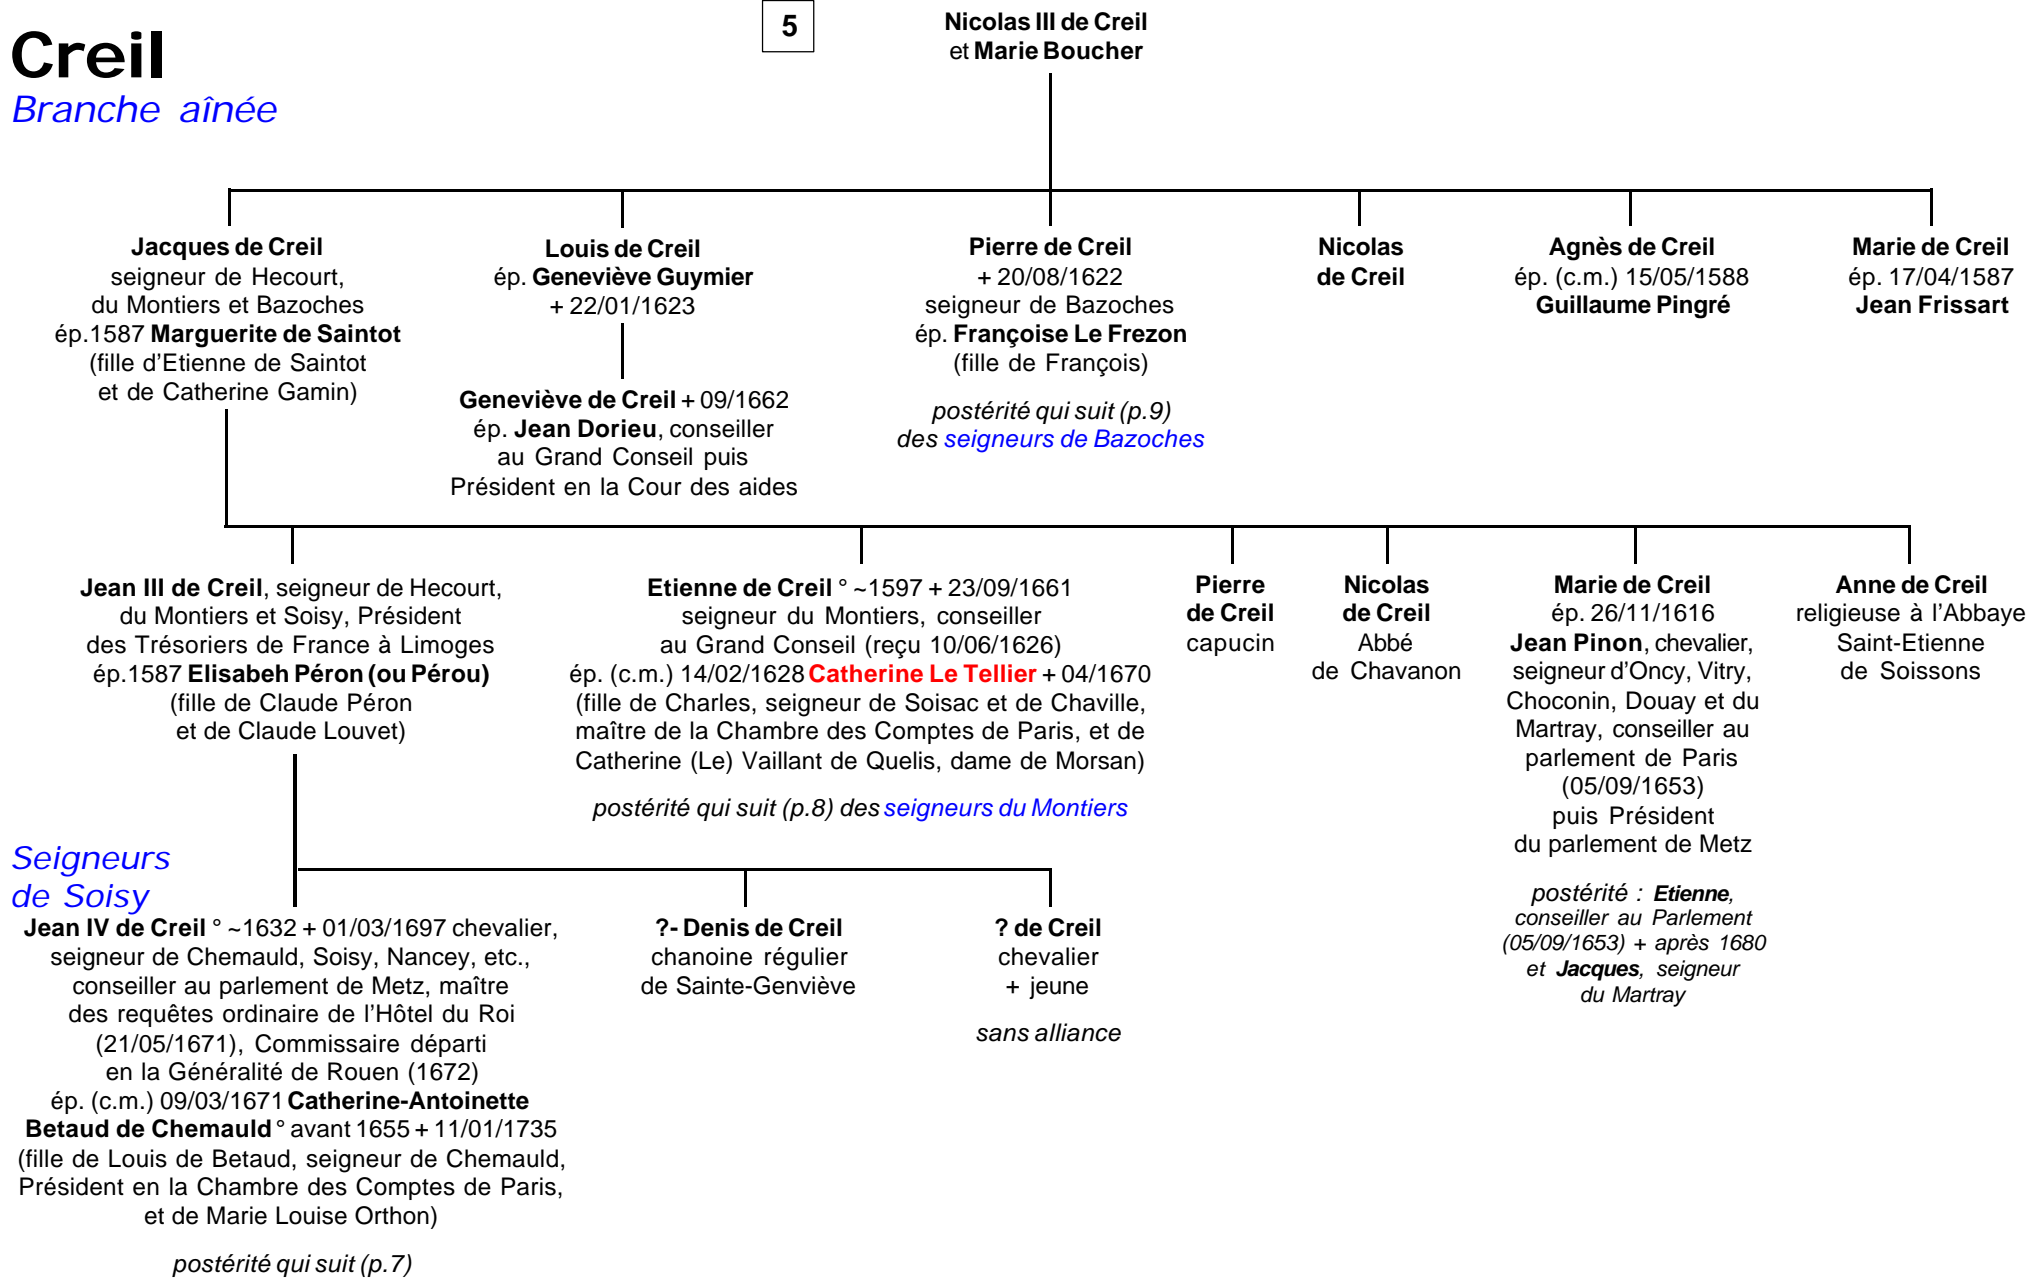 Creil
Branche aînée
5
Nicolas III de Creil
et Marie Boucher
Jacques de Creil
seigneur de Hecourt,
du Montiers et Bazoches
ép.1587 Marguerite de Saintot
(fille d'Etienne de Saintot
et de Catherine Gamin)
Louis de Creil
ép. Geneviève Guymier
+ 22/01/1623
Geneviève de Creil + 09/1662
ép. Jean Dorieu, conseiller
au Grand Conseil puis
Président en la Cour des aides
Pierre de Creil
+ 20/08/1622
seigneur de Bazoches
ép. Françoise Le Frezon
(fille de François)
postérité qui suit (p.9)
des seigneurs de Bazoches
Nicolas
de Creil
Agnès de Creil
ép. (c.m.) 15/05/1588
Guillaume Pingré
Marie de Creil
ép. 17/04/1587
Jean Frissart
Jean III de Creil, seigneur de Hecourt,
du Montiers et Soisy, Président
des Trésoriers de France à Limoges
ép.1587 Elisabeh Péron (ou Pérou)
(fille de Claude Péron
et de Claude Louvet)
Etienne de Creil ° ~1597 + 23/09/1661
seigneur du Montiers, conseiller
au Grand Conseil (reçu 10/06/1626)
ép. (c.m.) 14/02/1628 Catherine Le Tellier + 04/1670
(fille de Charles, seigneur de Soisac et de Chaville,
maître de la Chambre des Comptes de Paris, et de
Catherine (Le) Vaillant de Quelis, dame de Morsan)
postérité qui suit (p.8) des seigneurs du Montiers
Pierre
de Creil
capucin
Nicolas
de Creil
Abbé
de Chavanon
Marie de Creil
ép. 26/11/1616
Jean Pinon, chevalier,
seigneur d'Oncy, Vitry,
Choconin, Douay et du
Martray, conseiller au
parlement de Paris
(05/09/1653)
puis Président
du parlement de Metz
postérité : Etienne,
conseiller au Parlement
(05/09/1653) + après 1680
et Jacques, seigneur
du Martray
Anne de Creil
religieuse à l'Abbaye
Saint-Etienne
de Soissons
Seigneurs
de Soisy
Jean IV de Creil ° ~1632 + 01/03/1697 chevalier,
seigneur de Chemauld, Soisy, Nancey, etc.,
conseiller au parlement de Metz, maître
des requêtes ordinaire de l'Hôtel du Roi
(21/05/1671), Commissaire départi
en la Généralité de Rouen (1672)
ép. (c.m.) 09/03/1671 Catherine-Antoinette
Betaud de Chemauld ° avant 1655 + 11/01/1735
(fille de Louis de Betaud, seigneur de Chemauld,
Président en la Chambre des Comptes de Paris,
et de Marie Louise Orthon)
postérité qui suit (p.7)
?- Denis de Creil
chanoine régulier
de Sainte-Genviève
? de Creil
chevalier
+ jeune
sans alliance